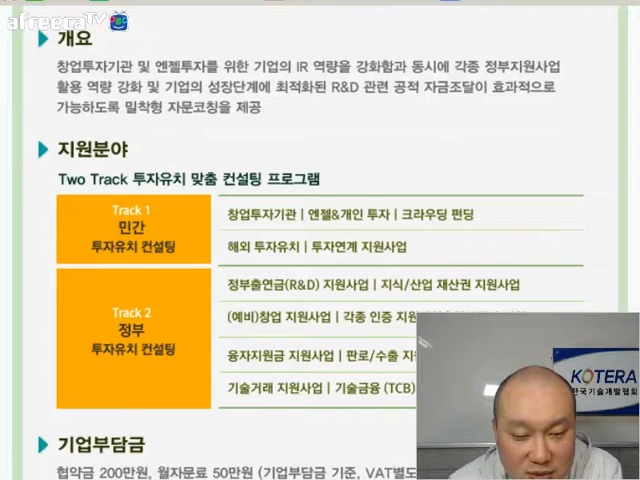 afreecaTV
개요
창업투자기관 및 엔젤투자를 위한 기업의 IR 역량을 강화함과 동시에 각종 정부지원사업
활용 역량 강화 및 기업의 성장단계에 최적화된 R&D 관련 공적 자금조달이 효과적으로
가능하도록 밀착형 자문코칭을 제공
지원분야
Two Track 투자유치 맞춤 컨설팅 프로그램
Track 1
민간
투자유치 컨설팅
창업투자기관 | 엔젤&개인 투자 | 크라우딩 펀딩
해외 투자유치 | 투자연계 지원사업
Track 2
정부
투자유치 컨설팅
정부출연금(R&D) 지원사업 | 지식/산업 재산권 지원사업
(예비)창업 지원사업 | 각종 인증 지원
융자지원금 지원사업 | 판로/수출 지원
기술거래 지원사업 | 기술금융 (TCB)
KOTERA
한국기술개발협회
기업부담금
협약금 200만원, 월자문료 50만원 (기업부담금 기준, VAT별도